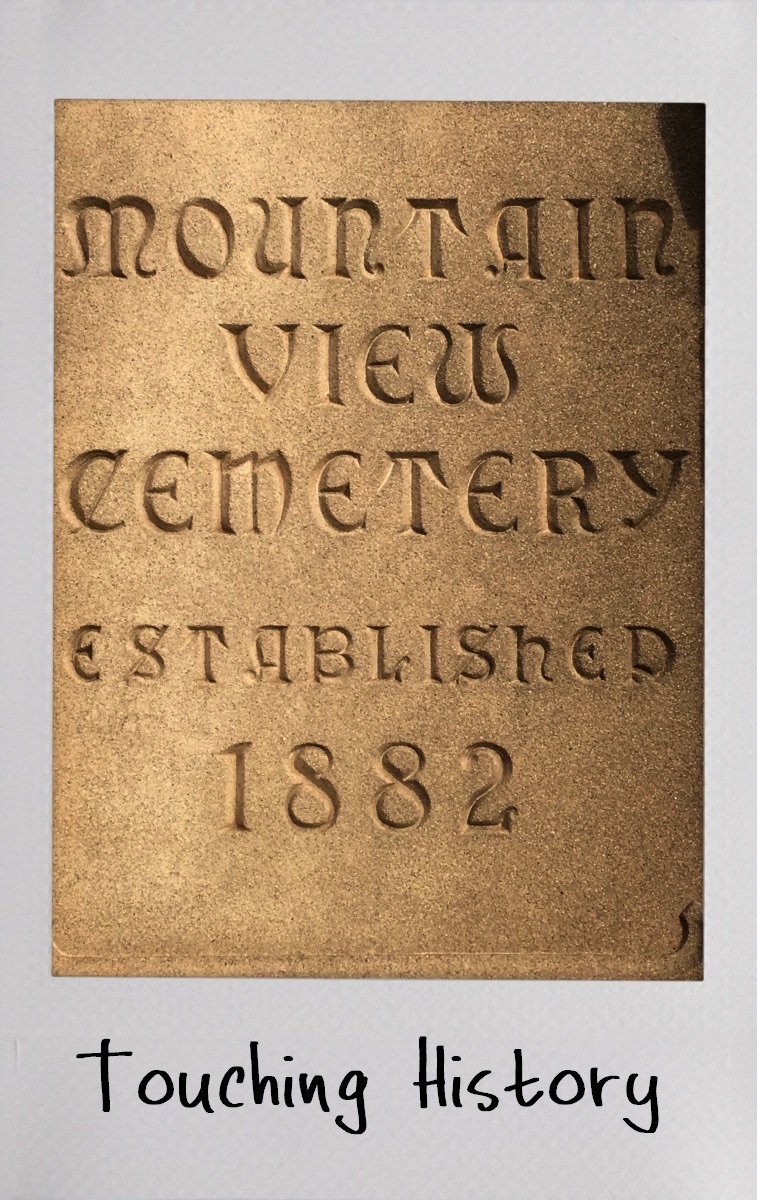 MOUNTAIN
VIEW
CEMETERY
ESTABLISHED
1882
Touching History